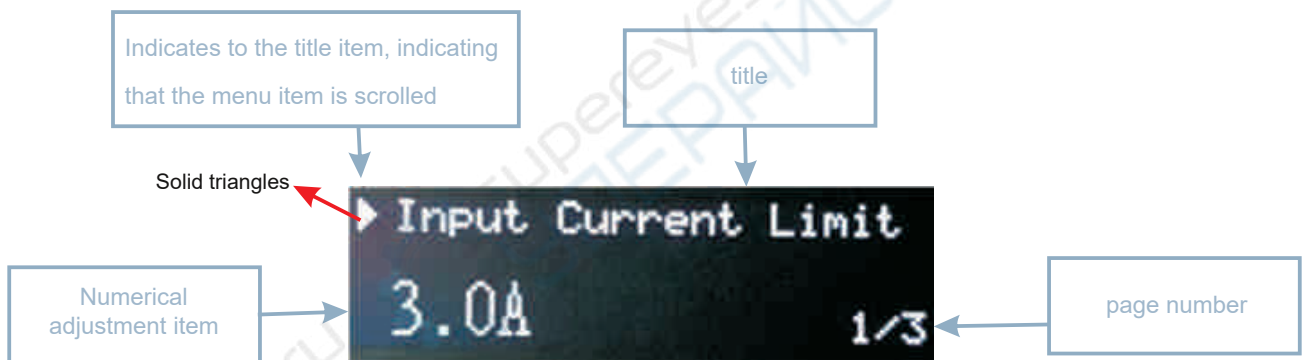 Indicates to the title item, indicating
that the menu item is scrolled
title
Solid triangles
Input Current Limit
Numerical
adjustment item
3.0A
1/3
page number